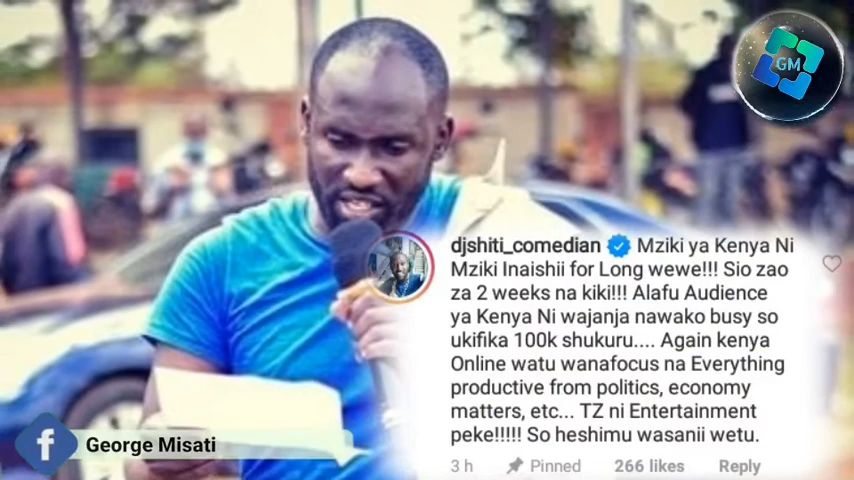 GM
djshiti_comedian Mziki ya Kenya Ni
Mziki Inaishii for Long wewe!!! Sio zao
za 2 weeks na kiki!!! Alafu Audience
ya Kenya Ni wajanja nawako busy so
ukifika 100k shukuru.... Again kenya
Online watu wanafocus na Everything
productive from politics, economy
matters, etc... TZ ni Entertainment
peke!!!!! So heshimu wasanii wetu.
3 h Pinned 266 likes Reply
f George Misati